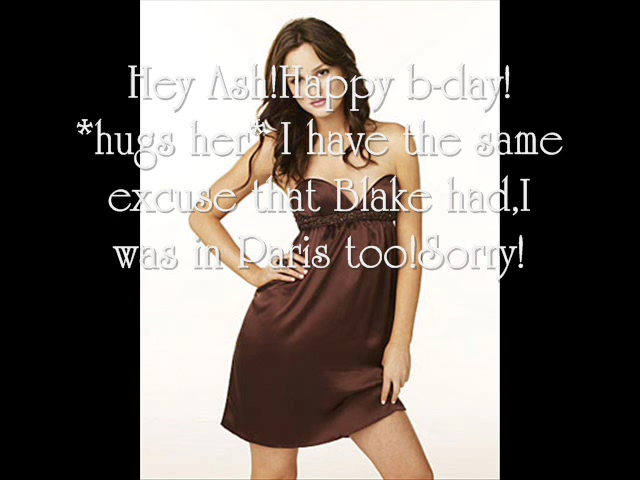 Hey Ash!Happy b-day!
*hugs her* I have the same
excuse that Blake had,I
was in Paris too!Sorry!